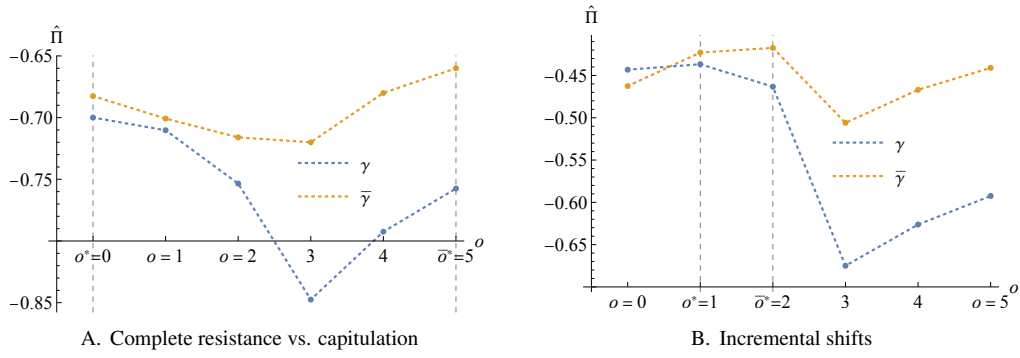 Π̂
−0.65
−0.70
−0.75
−0.85
γ
γ̄
o*=0
o = 1
o = 2
3
4
ō*=5
o
A. Complete resistance vs. capitulation
Π̂
−0.45
−0.50
−0.55
−0.60
−0.65
γ
γ̄
o = 0
o*=1
ō*=2
3
4
o = 5
o
B. Incremental shifts